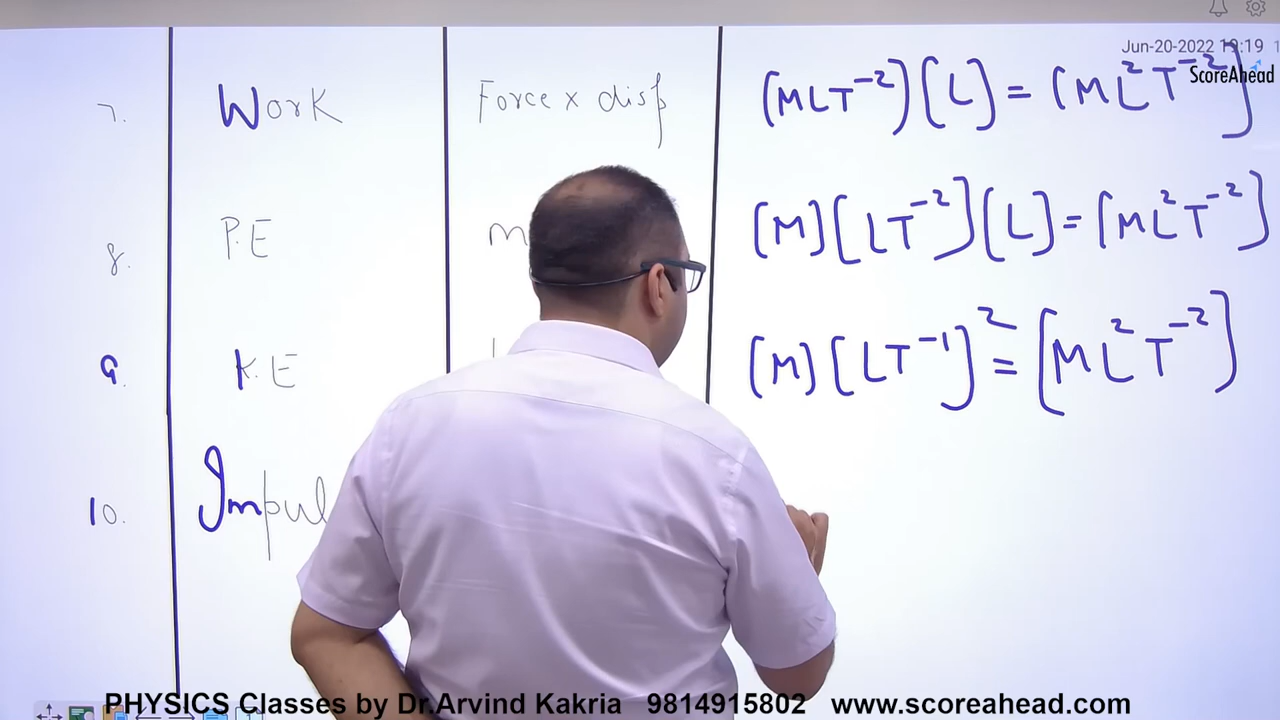 Jun-20-2022 19:19
ScoreAhead
7. Work Force x disp (MLT⁻²)[L] = [ML²T⁻²]
8. P.E m [M][LT⁻²][L] = [ML²T⁻²]
9. K.E [M][LT⁻¹]² = [ML²T⁻²]
10. Impul
PHYSICS Classes by Dr.Arvind Kakria 9814915802 www.scoreahead.com